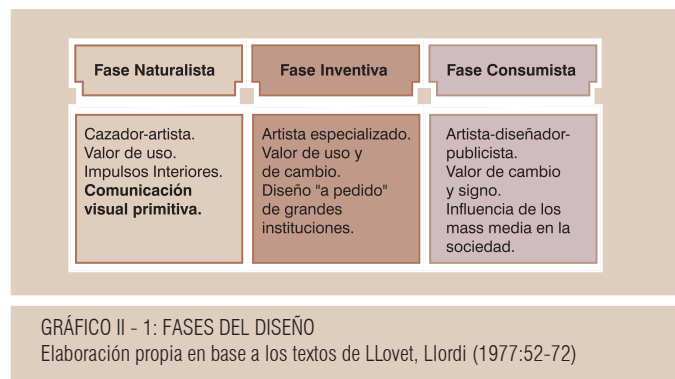 Fase Naturalista
Fase Inventiva
Fase Consumista
Cazador-artista.
Valor de uso.
Impulsos Interiores.
Comunicación
visual primitiva.
Artista especializado.
Valor de uso y
de cambio.
Diseño "a pedido"
de grandes
instituciones.
Artista-diseñador-
publicista.
Valor de cambio
y signo.
Influencia de los
mass media en la
sociedad.
GRÁFICO II - 1: FASES DEL DISEÑO
Elaboración propia en base a los textos de LLovet, Llordi (1977:52-72)